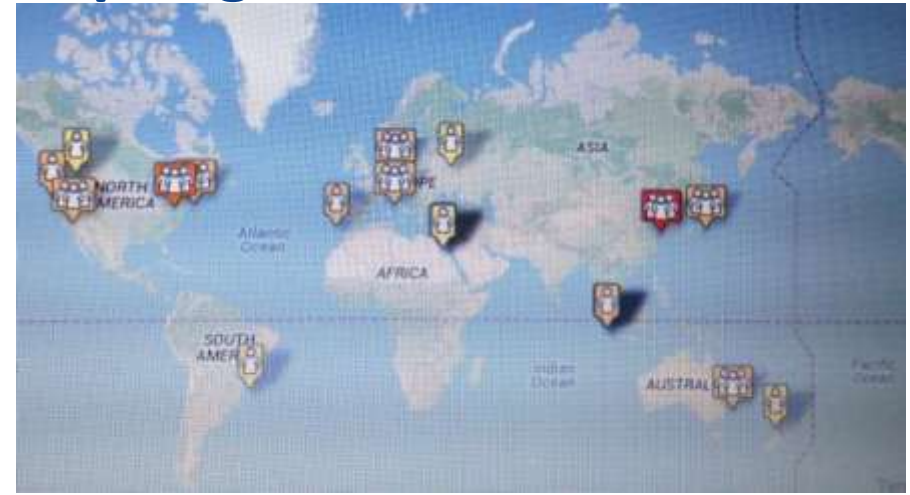 ASIA
NORTH
AMERICA
Atlantic
Ocean
AFRICA
SOUTH
AMER
Indian
Ocean
AUSTRAL
Pacific
Ocean